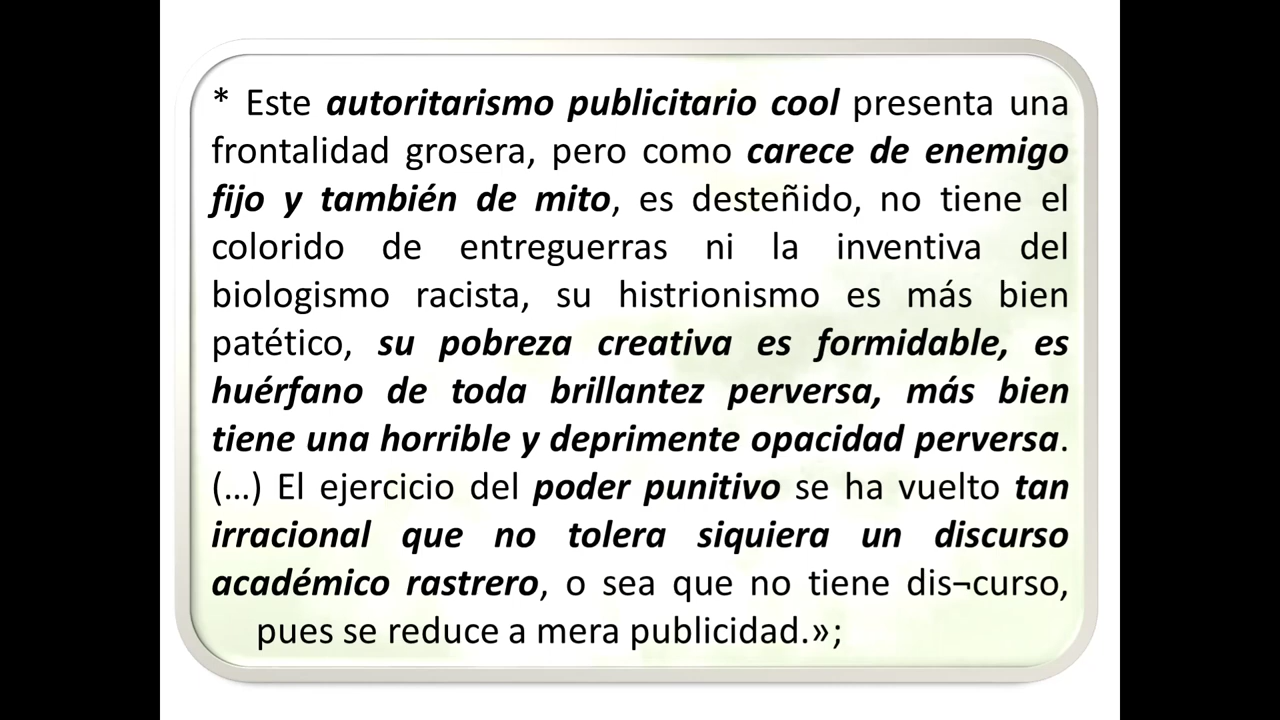 * Este autoritarismo publicitario cool presenta una
frontalidad grosera, pero como carece de enemigo
fijo y también de mito, es desteñido, no tiene el
colorido de entreguerras ni la inventiva del
biologismo racista, su histrionismo es más bien
patético, su pobreza creativa es formidable, es
huérfano de toda brillantez perversa, más bien
tiene una horrible y deprimente opacidad perversa.
(...) El ejercicio del poder punitivo se ha vuelto tan
irracional que no tolera siquiera un discurso
académico rastrero, o sea que no tiene dis¬curso,
pues se reduce a mera publicidad.»;